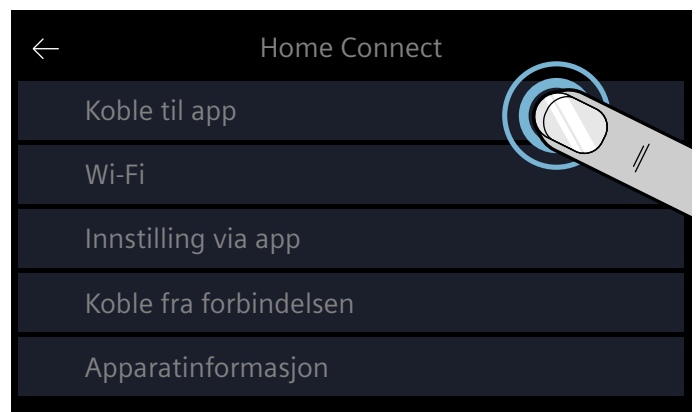 Home Connect
Koble til app
Wi-Fi
Innstilling via app
Koble fra forbindelsen
Apparatinformasjon